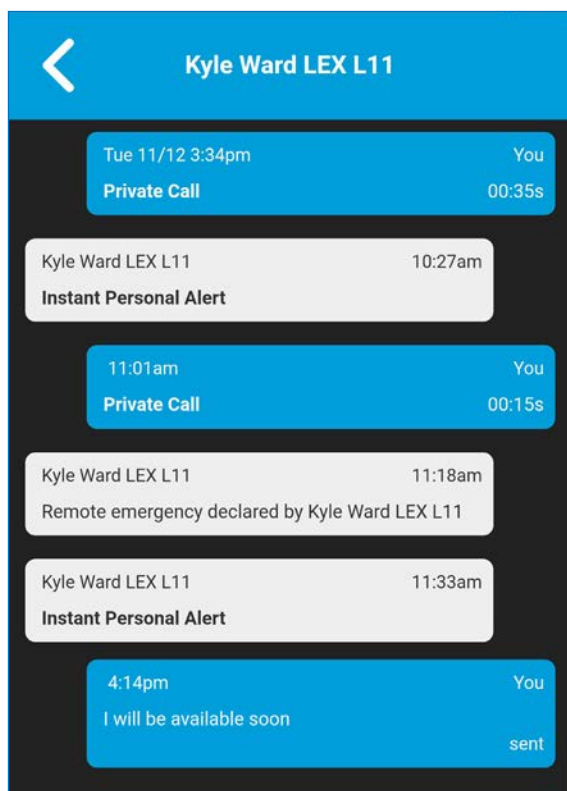 Kyle Ward LEX L11
Tue 11/12 3:34pm You
Private Call 00:35s
Kyle Ward LEX L11 10:27am
Instant Personal Alert
11:01am You
Private Call 00:15s
Kyle Ward LEX L11 11:18am
Remote emergency declared by Kyle Ward LEX L11
Kyle Ward LEX L11 11:33am
Instant Personal Alert
4:14pm You
I will be available soon
sent